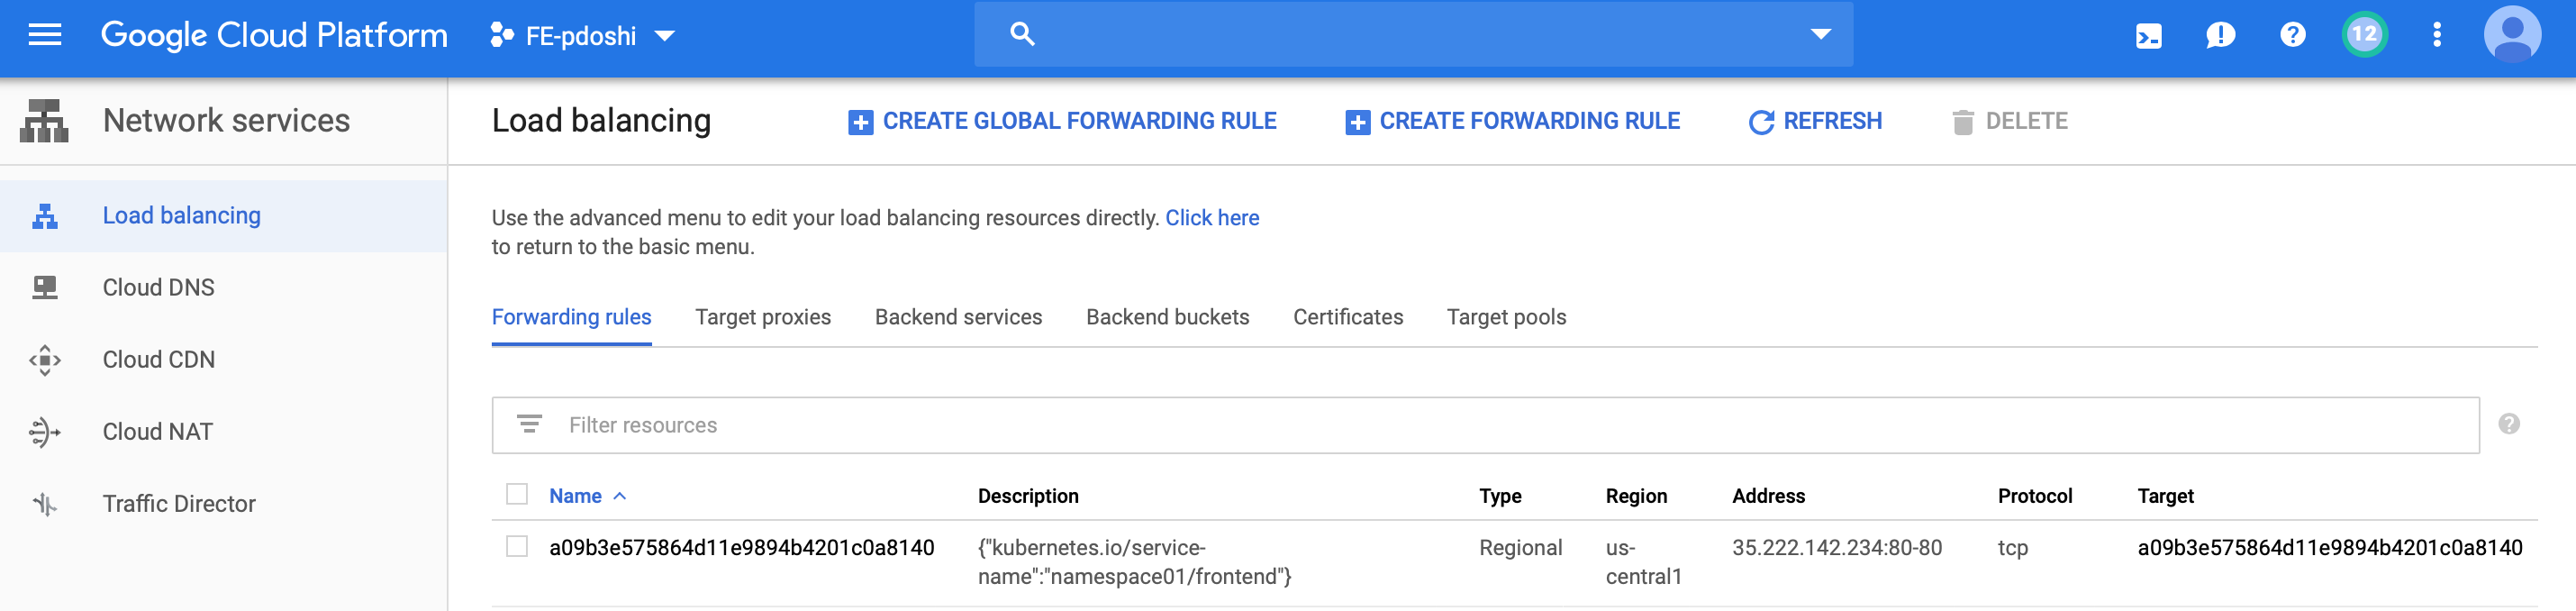 Google Cloud Platform
FE-pdoshi
12
Network services
Load balancing
CREATE GLOBAL FORWARDING RULE
CREATE FORWARDING RULE
REFRESH
DELETE
Load balancing
Cloud DNS
Cloud CDN
Cloud NAT
Traffic Director
Use the advanced menu to edit your load balancing resources directly. Click here
to return to the basic menu.
Forwarding rules Target proxies Backend services Backend buckets Certificates Target pools
Filter resources
Name Description Type Region Address Protocol Target
a09b3e575864d11e9894b4201c0a8140 {"kubernetes.io/service- Regional us- 35.222.142.234:80-80 tcp a09b3e575864d11e9894b4201c0a8140
name":"namespace01/frontend"} central1